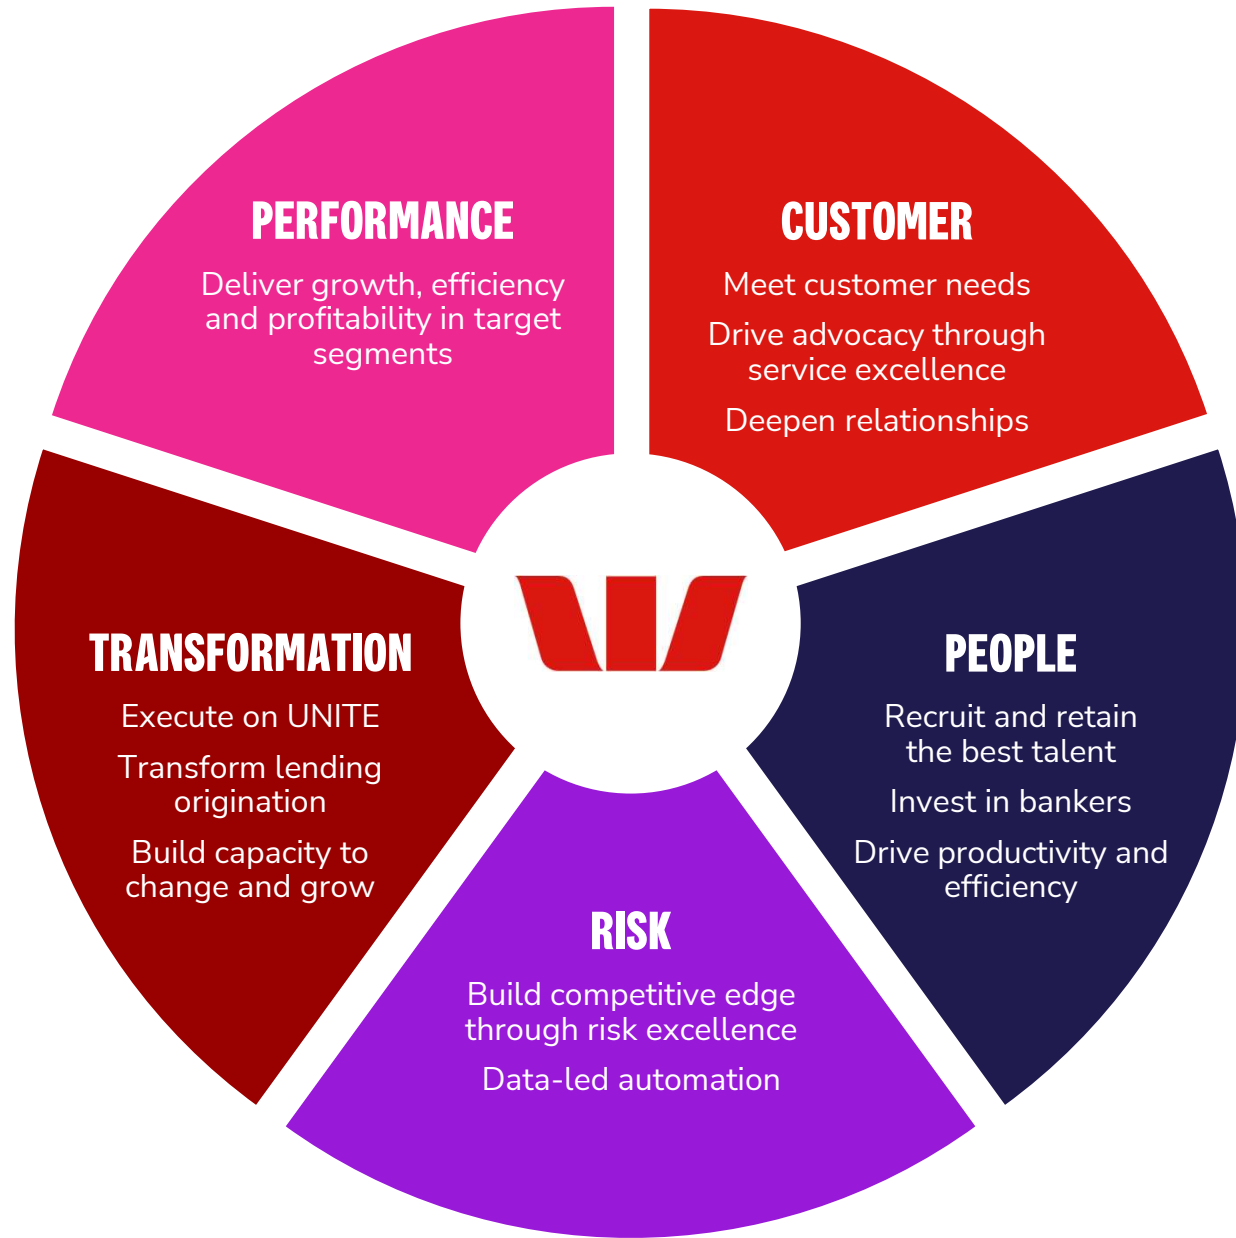 PERFORMANCE
Deliver growth, efficiency
and profitability in target
segments
CUSTOMER
Meet customer needs
Drive advocacy through
service excellence
Deepen relationships
TRANSFORMATION
Execute on UNITE
Transform lending
origination
Build capacity to
change and grow
PEOPLE
Recruit and retain
the best talent
Invest in bankers
Drive productivity and
efficiency
RISK
Build competitive edge
through risk excellence
Data-led automation